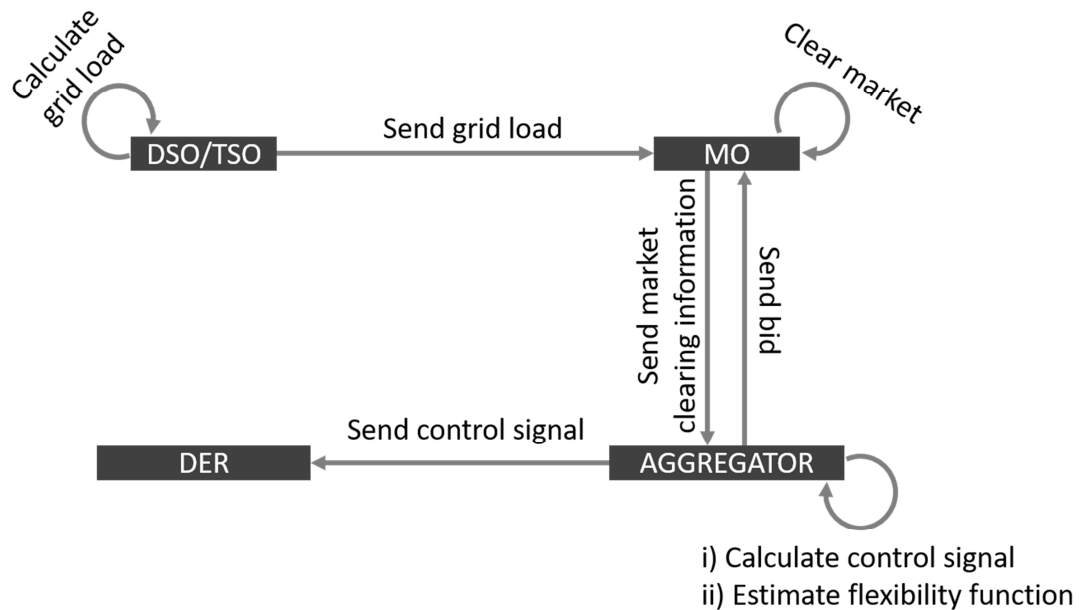 Calculate
grid load
Clear market
Send grid load
DSO/TSO
MO
Send market
clearing information
Send bid
Send control signal
DER
AGGREGATOR
i) Calculate control signal
ii) Estimate flexibility function